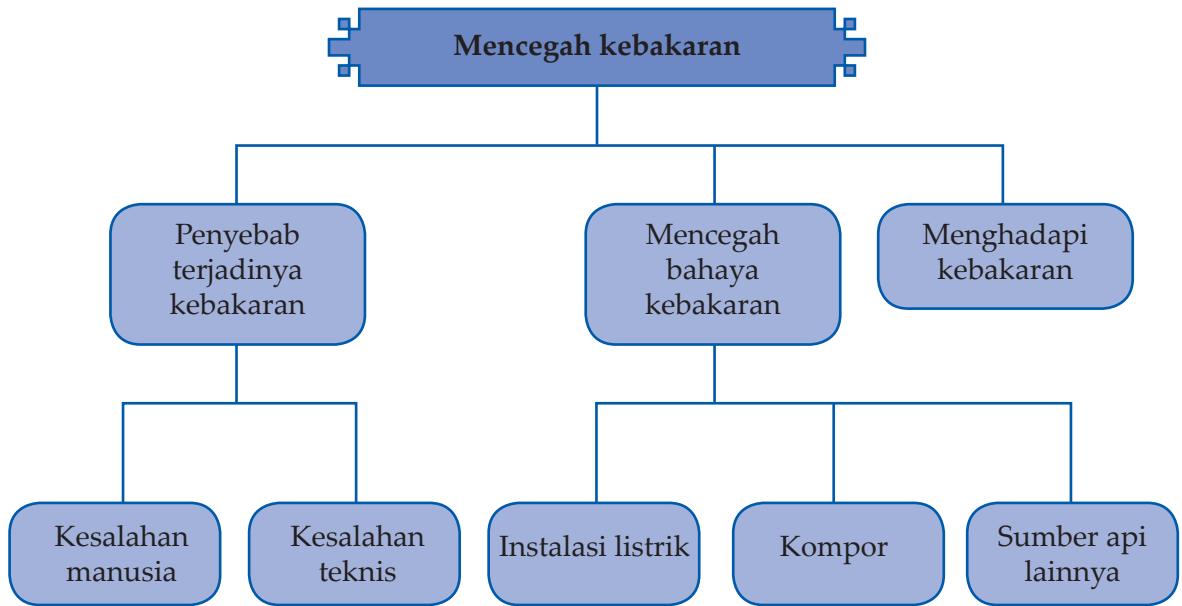 Mencegah kebakaran
Penyebab
terjadinya
kebakaran
Mencegah
bahaya
kebakaran
Menghadapi
kebakaran
Kesalahan
manusia
Kesalahan
teknis
Instalasi listrik
Kompor
Sumber api
lainnya